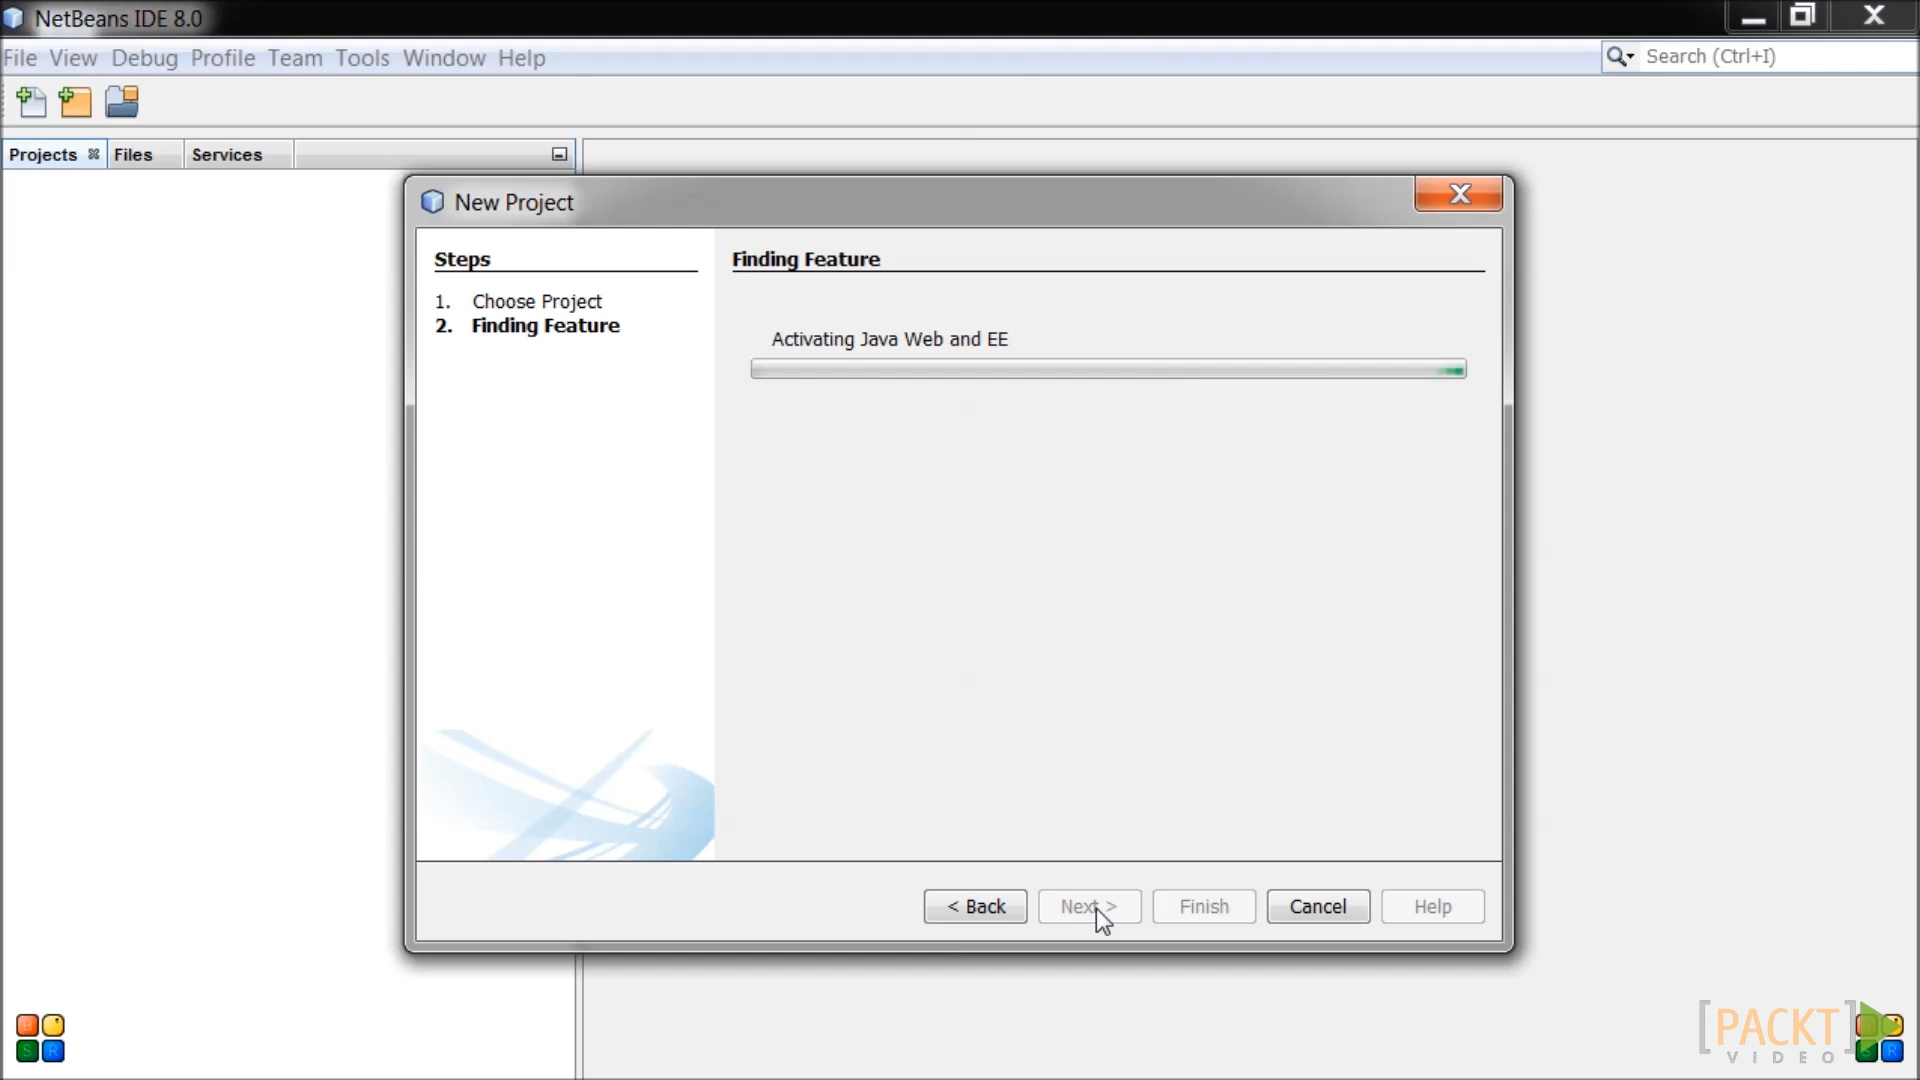 NetBeans IDE 8.0
File View Debug Profile Team Tools Window Help
Search (Ctrl+I)
Projects Files Services
New Project
Steps
1. Choose Project
2. Finding Feature
Finding Feature
Activating Java Web and EE
< Back Next > Finish Cancel Help
[PACKT]
VIDEO